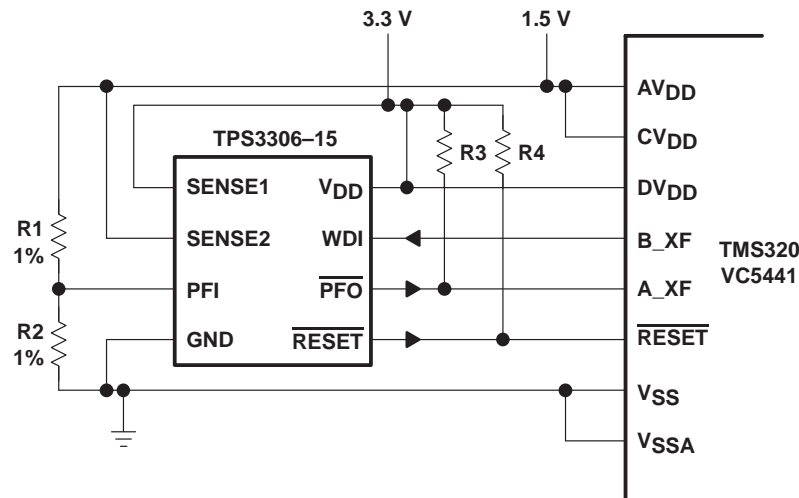 3.3 V
1.5 V
AVDD
TPS3306–15
CVDD
R3
R4
SENSE1
VDD
DVDD
R1
1%
SENSE2
WDI
B_XF
TMS320
VC5441
PFI
PFO
A_XF
R2
1%
GND
RESET
RESET
VSS
VSSA